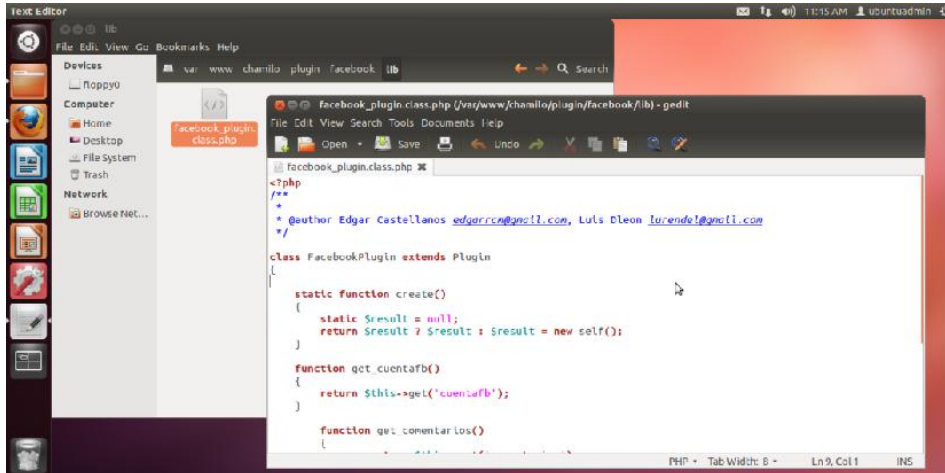 Text Editor
11:15 AM ubuntuadmin
lib
File Edit View Go Bookmarks Help
Devices
floppy0
Computer
Home
Desktop
File System
Trash
Network
Browse Net...
var www chamilo plugin facebook lib
Search
facebook_plugin.
class.php
facebook_plugin.class.php (/var/www/chamilo/plugin/facebook/lib) - gedit
File Edit View Search Tools Documents Help
Open Save Undo
facebook_plugin.class.php
<?php
/**
*
* @author Edgar Castellanos edgarrcm@gmail.com, Luis Dleon
*/
class FacebookPlugin extends Plugin
{
static function create()
{
static $result = null;
return $result ? $result : $result = new self();
}
function get_cuentafb()
{
return $this->get('cuentafb');
}
function get_comentarios()
{
PHP Tab Width: 8 Ln 9, Col 1 INS